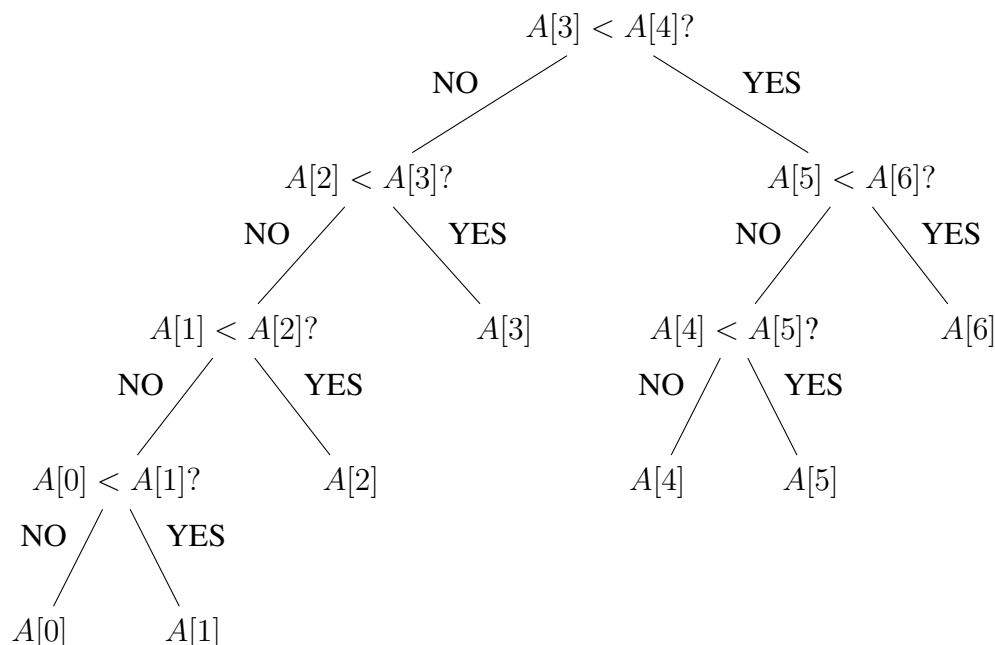 A[3] < A[4]?
NO YES
A[2] < A[3]? A[5] < A[6]?
NO YES NO YES
A[1] < A[2]? A[3] A[4] < A[5]? A[6]
NO YES NO YES
A[0] < A[1]? A[2] A[4] A[5]
NO YES
A[0] A[1]